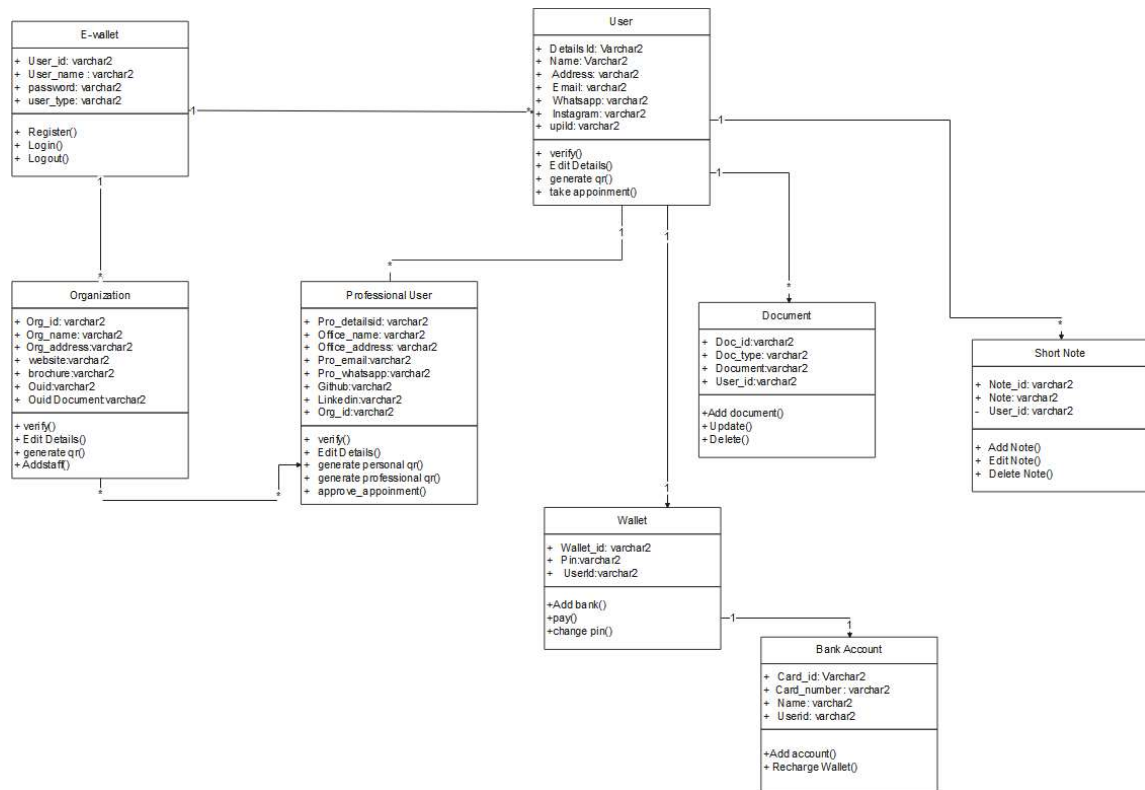 E-wallet
+ User_id: varchar2
+ User_name : varchar2
+ password: varchar2
+ user_type: varchar2
+ Register()
+ Login()
+ Logout()
User
+ Details Id: Varchar2
+ Name: Varchar2
+ Address: varchar2
+ Email: varchar2
+ Whatsapp: varchar2
+ Instagram: varchar2
+ upiId: varchar2
+ verify()
+ Edit Details()
+ generate qr()
+ take appoinment()
1
*
1
*
1
*
1
*
1
1
1
*
Organization
+ Org_id: varchar2
+ Org_name: varchar2
+ Org_address:varchar2
+ website:varchar2
+ brochure:varchar2
+ Ouid:varchar2
+ Ouid Document:varchar2
+ verify()
+ Edit Details()
+ generate qr()
+Addstaff()
*
*
Professional User
+ Pro_detailsid: varchar2
+ Office_name: varchar2
+ Office_address: varchar2
+ Pro_email:varchar2
+ Pro_whatsapp:varchar2
+ Github:varchar2
+ Linkedin:varchar2
+ Org_id:varchar2
+ verify()
+ Edit Details()
+ generate personal qr()
+ generate professional qr()
+ approve_appoinment()
Document
+ Doc_id:varchar2
+ Doc_type: varchar2
+ Document:varchar2
+ User_id:varchar2
+Add document()
+ Update()
+ Delete()
Short Note
+ Note_id: varchar2
+ Note: varchar2
- User_id: varchar2
+ Add Note()
+ Edit Note()
+ Delete Note()
Wallet
+ Wallet_id: varchar2
+ Pin:varchar2
+ UserId:varchar2
+Add bank()
+pay()
+change pin()
1
1
Bank Account
+ Card_id: Varchar2
+ Card_number : varchar2
+ Name: varchar2
+ Userid: varchar2
+Add account()
+ Recharge Wallet()